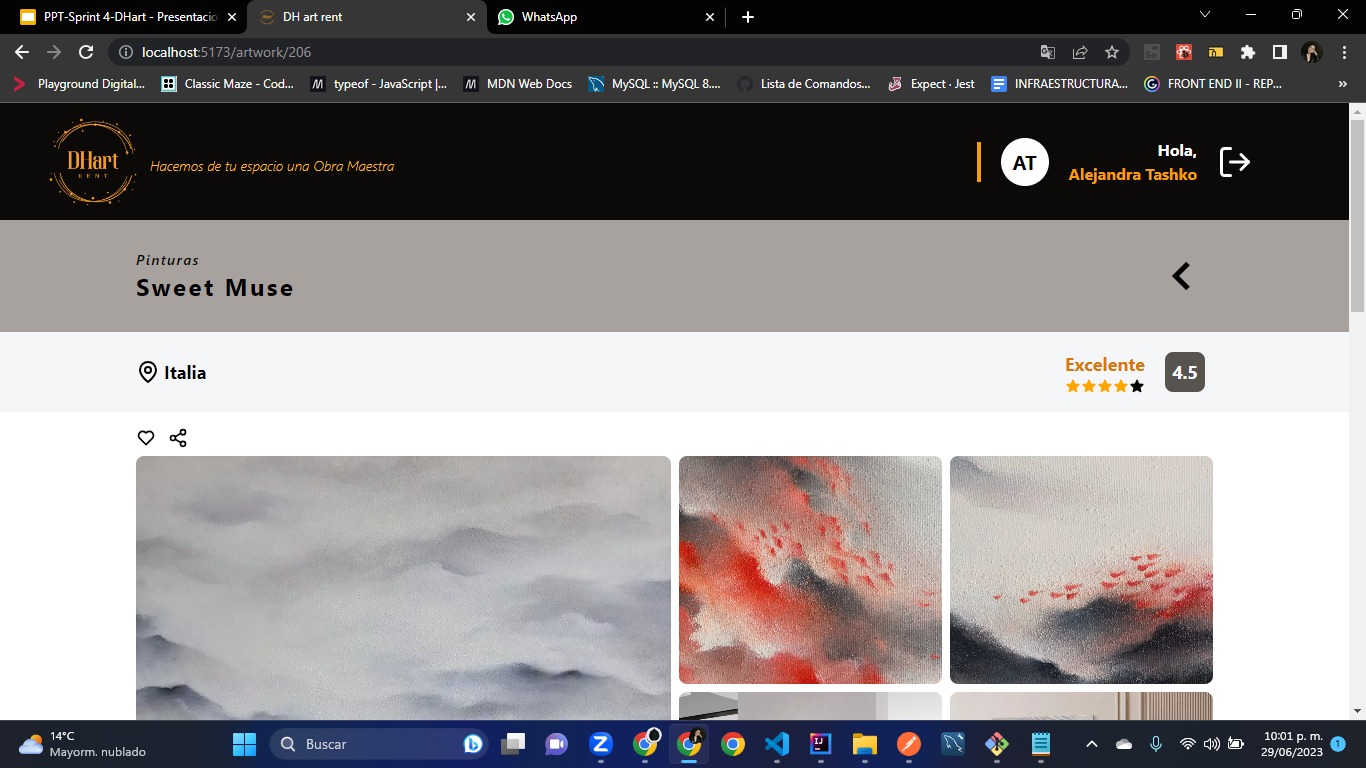 PPT-Sprint 4-DHart - Presentacio
DH art rent
WhatsApp
localhost:5173/artwork/206
Playground Digital...
Classic Maze - Cod...
typeof - JavaScript |...
MDN Web Docs
MySQL :: MySQL 8....
Lista de Comandos...
Expect · Jest
INFRAESTRUCTURA...
FRONT END II - REP...
»
DHart
RENT
Hacemos de tu espacio una Obra Maestra
AT
Hola,
Alejandra Tashko
Pinturas
Sweet Muse
Italia
Excelente
4.5
14°C
Mayorm. nublado
Buscar
10:01 p. m.
29/06/2023
1